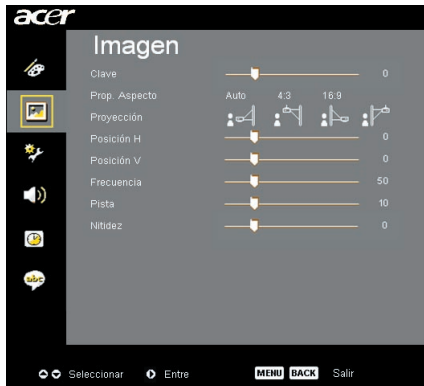 acer
Imagen
Clave 0
Prop. Aspecto Auto 4:3 16:9
Proyección
Posición H 0
Posición V 0
Frecuencia 50
Pista 10
Nitidez 0
abc
Seleccionar Entre MENU BACK Salir